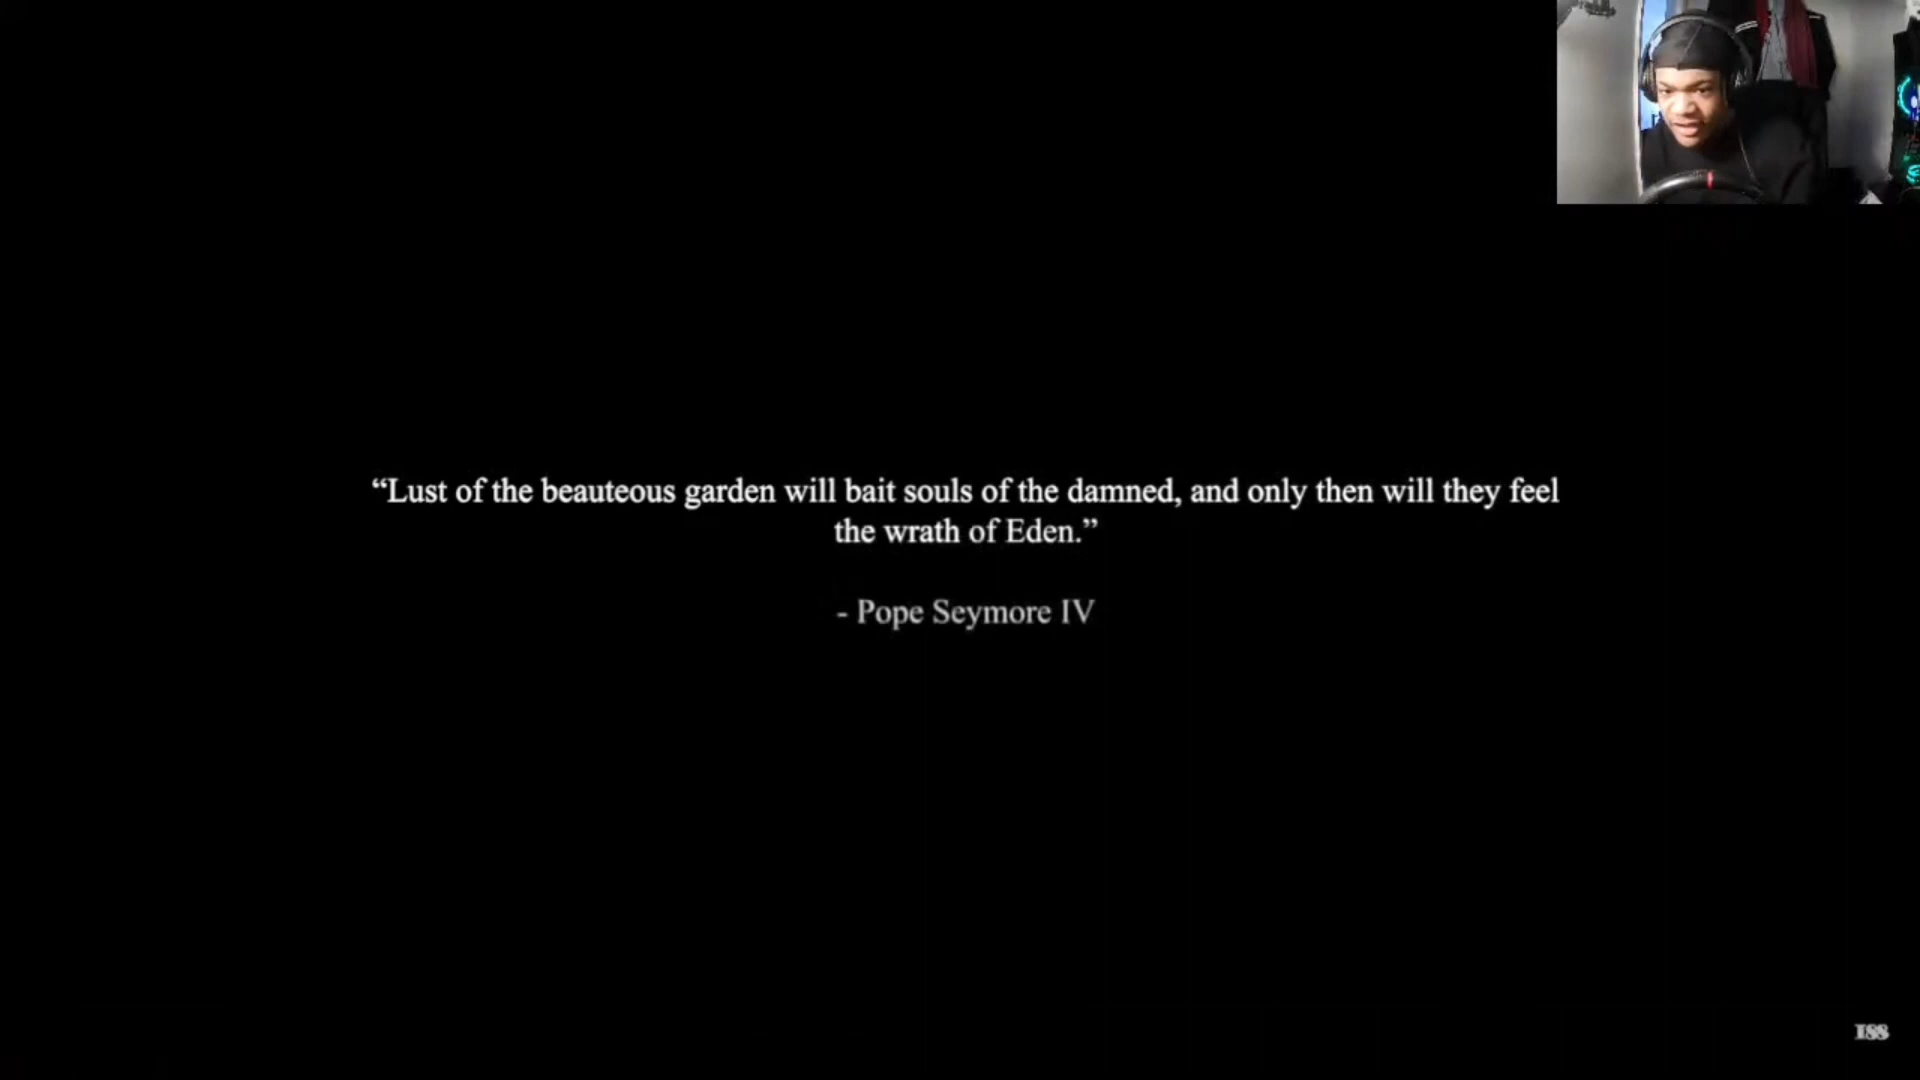 “Lust of the beauteous garden will bait souls of the damned, and only then will they feel
the wrath of Eden.”
- Pope Seymore IV
188